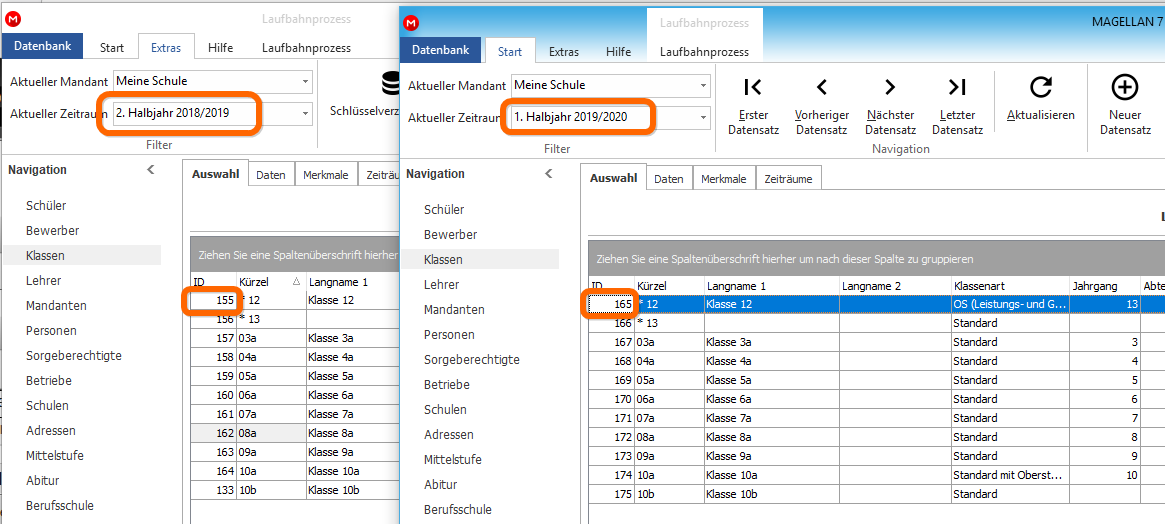 Laufbahnprozess
Datenbank Start Extras Hilfe Laufbahnprozess
Aktueller Mandant Meine Schule
Aktueller Zeitraum 2. Halbjahr 2018/2019
Schlüsselverz
Filter
Navigation
Schüler
Bewerber
Klassen
Lehrer
Mandanten
Personen
Sorgeberechtigte
Betriebe
Schulen
Adressen
Mittelstufe
Abitur
Berufsschule
Auswahl Daten Merkmale Zeiträu
Ziehen Sie eine Spaltenüberschrift hierher
ID Kürzel Langname 1
155 * 12 Klasse 12
156 * 13
157 03a Klasse 3a
158 04a Klasse 4a
159 05a Klasse 5a
160 06a Klasse 6a
161 07a Klasse 7a
162 08a Klasse 8a
163 09a Klasse 9a
164 10a Klasse 10a
133 10b Klasse 10b
Laufbahnprozess
MAGELLAN 7
Datenbank Start Extras Hilfe Laufbahnprozess
Aktueller Mandant Meine Schule
Aktueller Zeitraum 1. Halbjahr 2019/2020
Filter
Erster Datensatz
Vorheriger Datensatz
Nächster Datensatz
Letzter Datensatz
Aktualisieren
Neuer Datensatz
Navigation
Navigation
Schüler
Bewerber
Klassen
Lehrer
Mandanten
Personen
Sorgeberechtigte
Betriebe
Schulen
Adressen
Mittelstufe
Abitur
Berufsschule
Auswahl Daten Merkmale Zeiträume
Ziehen Sie eine Spaltenüberschrift hierher um nach dieser Spalte zu gruppieren
ID Kürzel Langname 1 Langname 2 Klassenart Jahrgang Abte
165 * 12 Klasse 12 OS (Leistungs- und G... 13
166 * 13 Standard
167 03a Klasse 3a Standard 3
168 04a Klasse 4a Standard 4
169 05a Klasse 5a Standard 5
170 06a Klasse 6a Standard 6
171 07a Klasse 7a Standard 7
172 08a Klasse 8a Standard 8
173 09a Klasse 9a Standard 9
174 10a Klasse 10a Standard mit Oberst... 10
175 10b Klasse 10b Standard